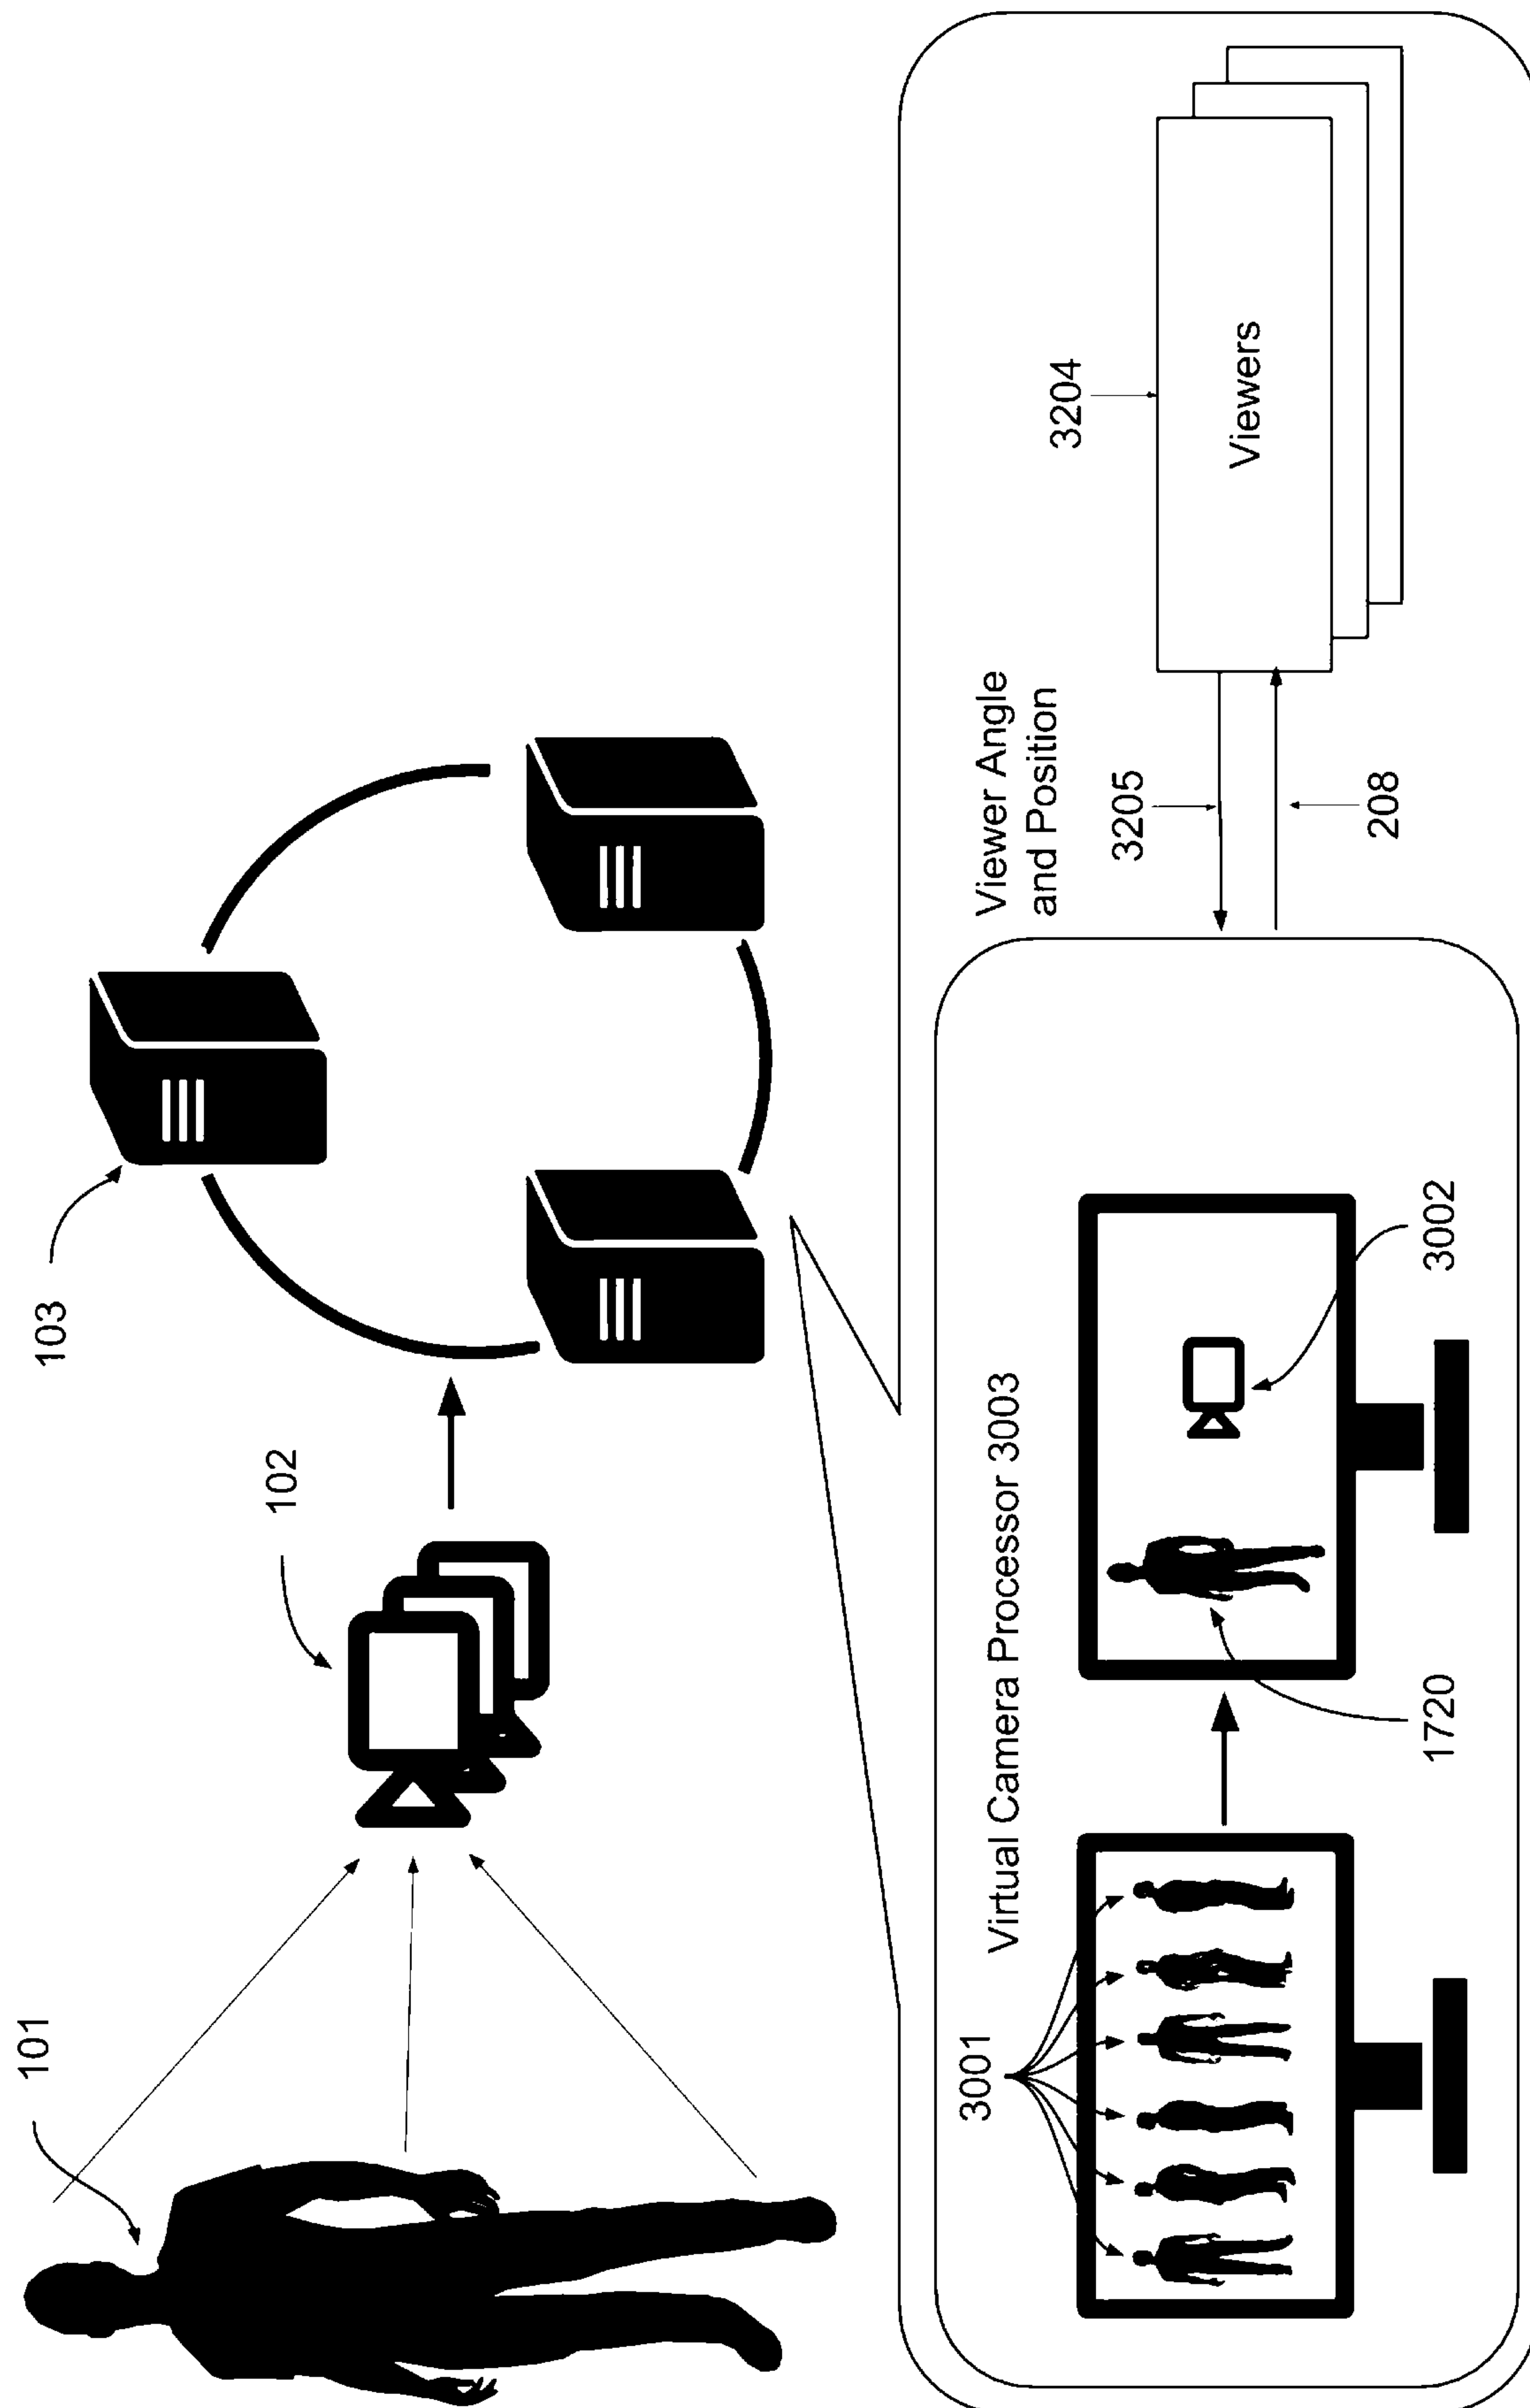 101
102
103
Virtual Camera Processor 3003
3001
1720
3002
Viewer Angle
and Position
3205
208
3204
Viewers